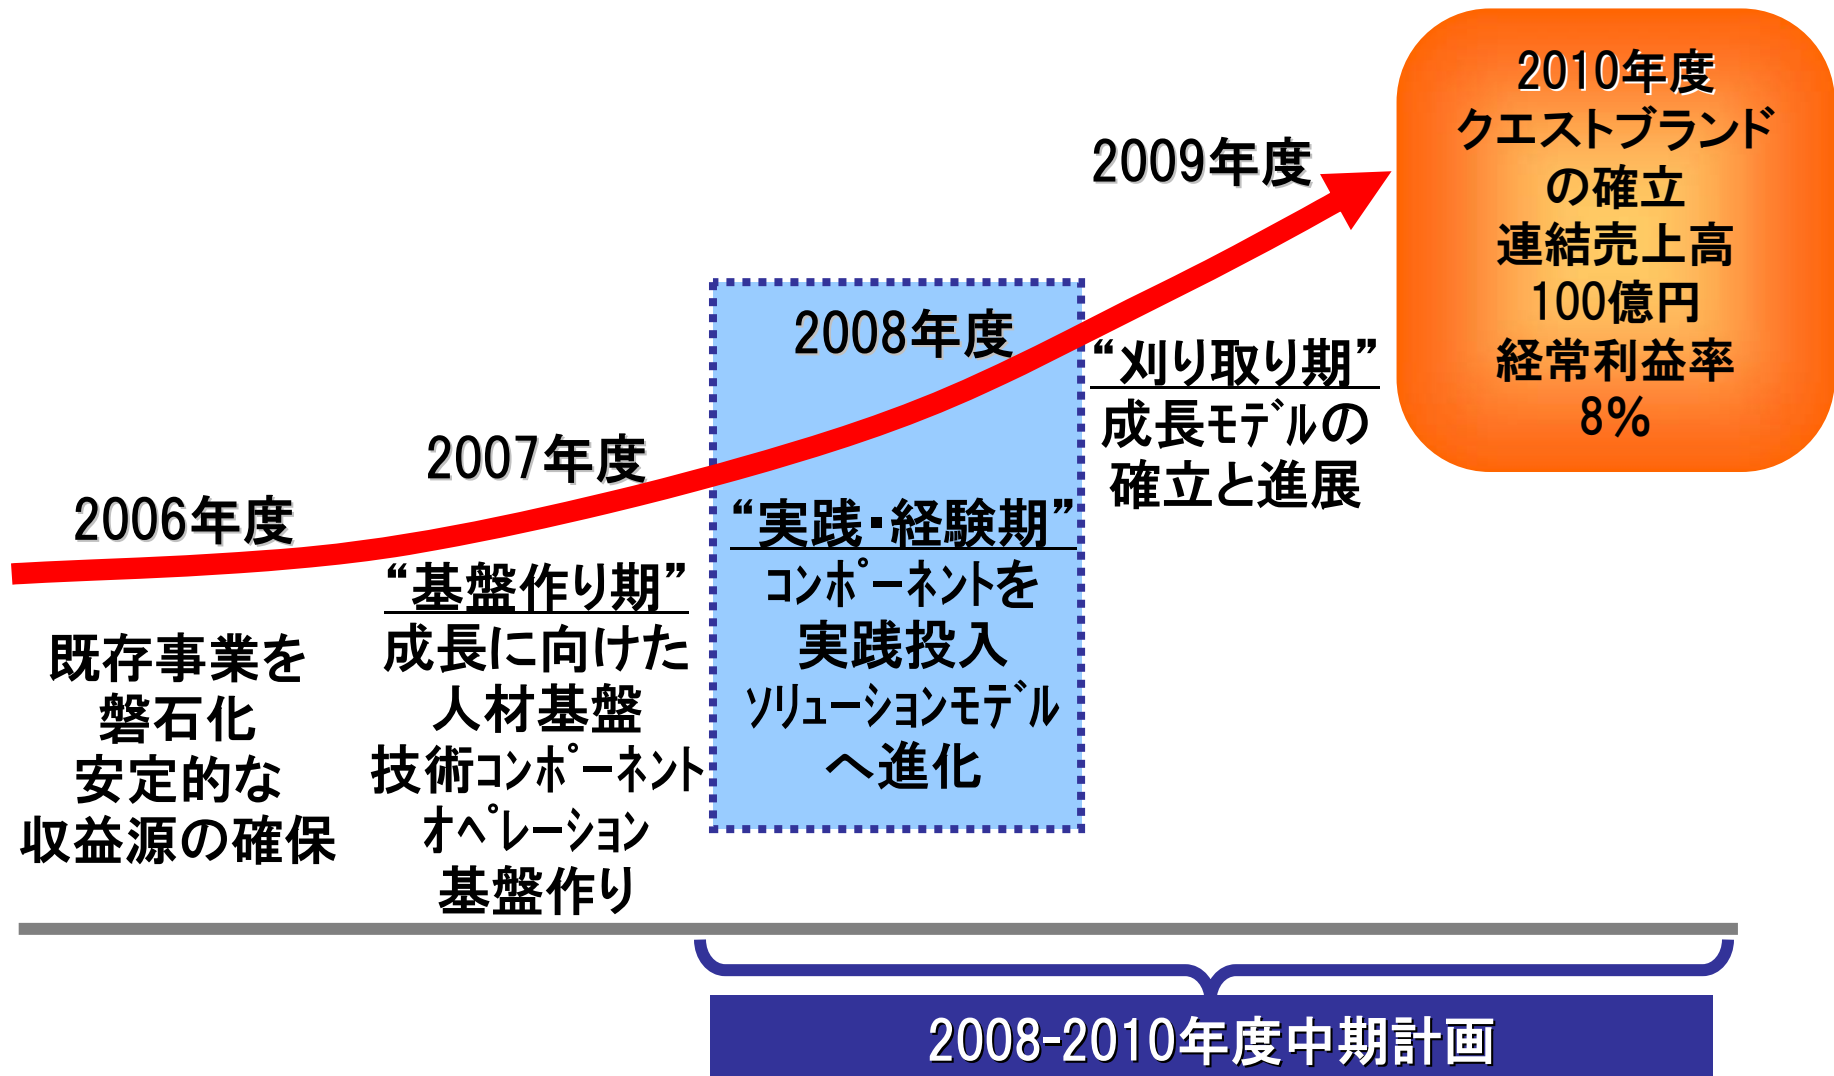 2006年度
既存事業を
磐石化
安定的な
収益源の確保
2007年度
“基盤作り期”
成長に向けた
人材基盤
技術ｺﾝﾎﾟｰﾈﾝﾄ
ｵﾍﾟﾚｰｼｮﾝ
基盤作り
2008年度
“実践・経験期”
ｺﾝﾎﾟｰﾈﾝﾄを
実践投入
ｿﾘｭｰｼｮﾝﾓﾃﾞﾙ
へ進化
2009年度
“刈り取り期”
成長ﾓﾃﾞﾙの
確立と進展
2010年度
クエストブランド
の確立
連結売上高
100億円
経常利益率
8%
2008-2010年度中期計画